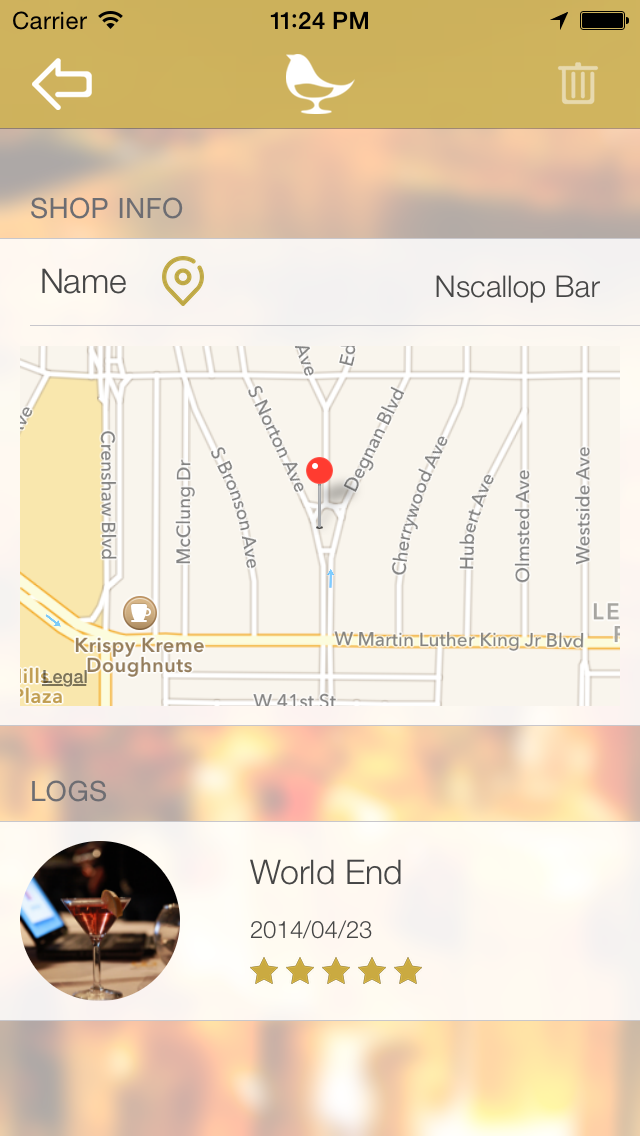 Carrier 11:24 PM
SHOP INFO
Name Nscallop Bar
Ave
Ed
ve
S Norton Ave
Degnan Blvd
Crenshaw Blvd
McClung Dr
S Bronson Ave
Cherrywood Ave
Hubert Ave
Olmsted Ave
Westside Ave
LE
W Martin Luther King Jr Blvd
Krispy Kreme
Doughnuts
ills
Legal
Plaza
W 41st St
LOGS
World End
2014/04/23